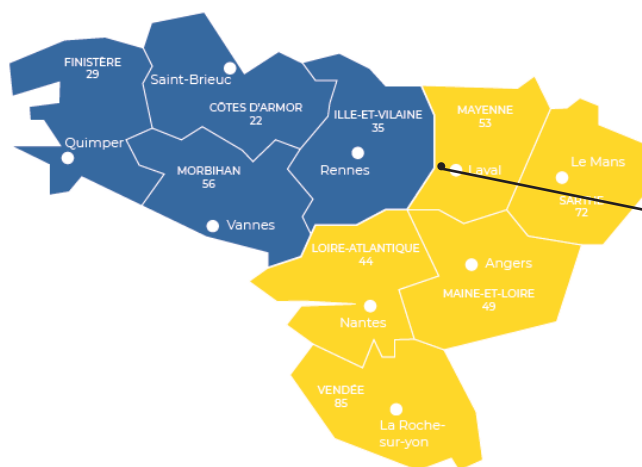 FINISTÈRE
29
Saint-Brieuc
CÔTES D'ARMOR
22
ILLE-ET-VILAINE
35
MAYENNE
53
Quimper
MORBIHAN
56
Rennes
Laval
Le Mans
SARTHE
72
Vannes
LOIRE-ATLANTIQUE
44
Angers
MAINE-ET-LOIRE
49
Nantes
VENDÉE
85
La Roche-
sur-yon